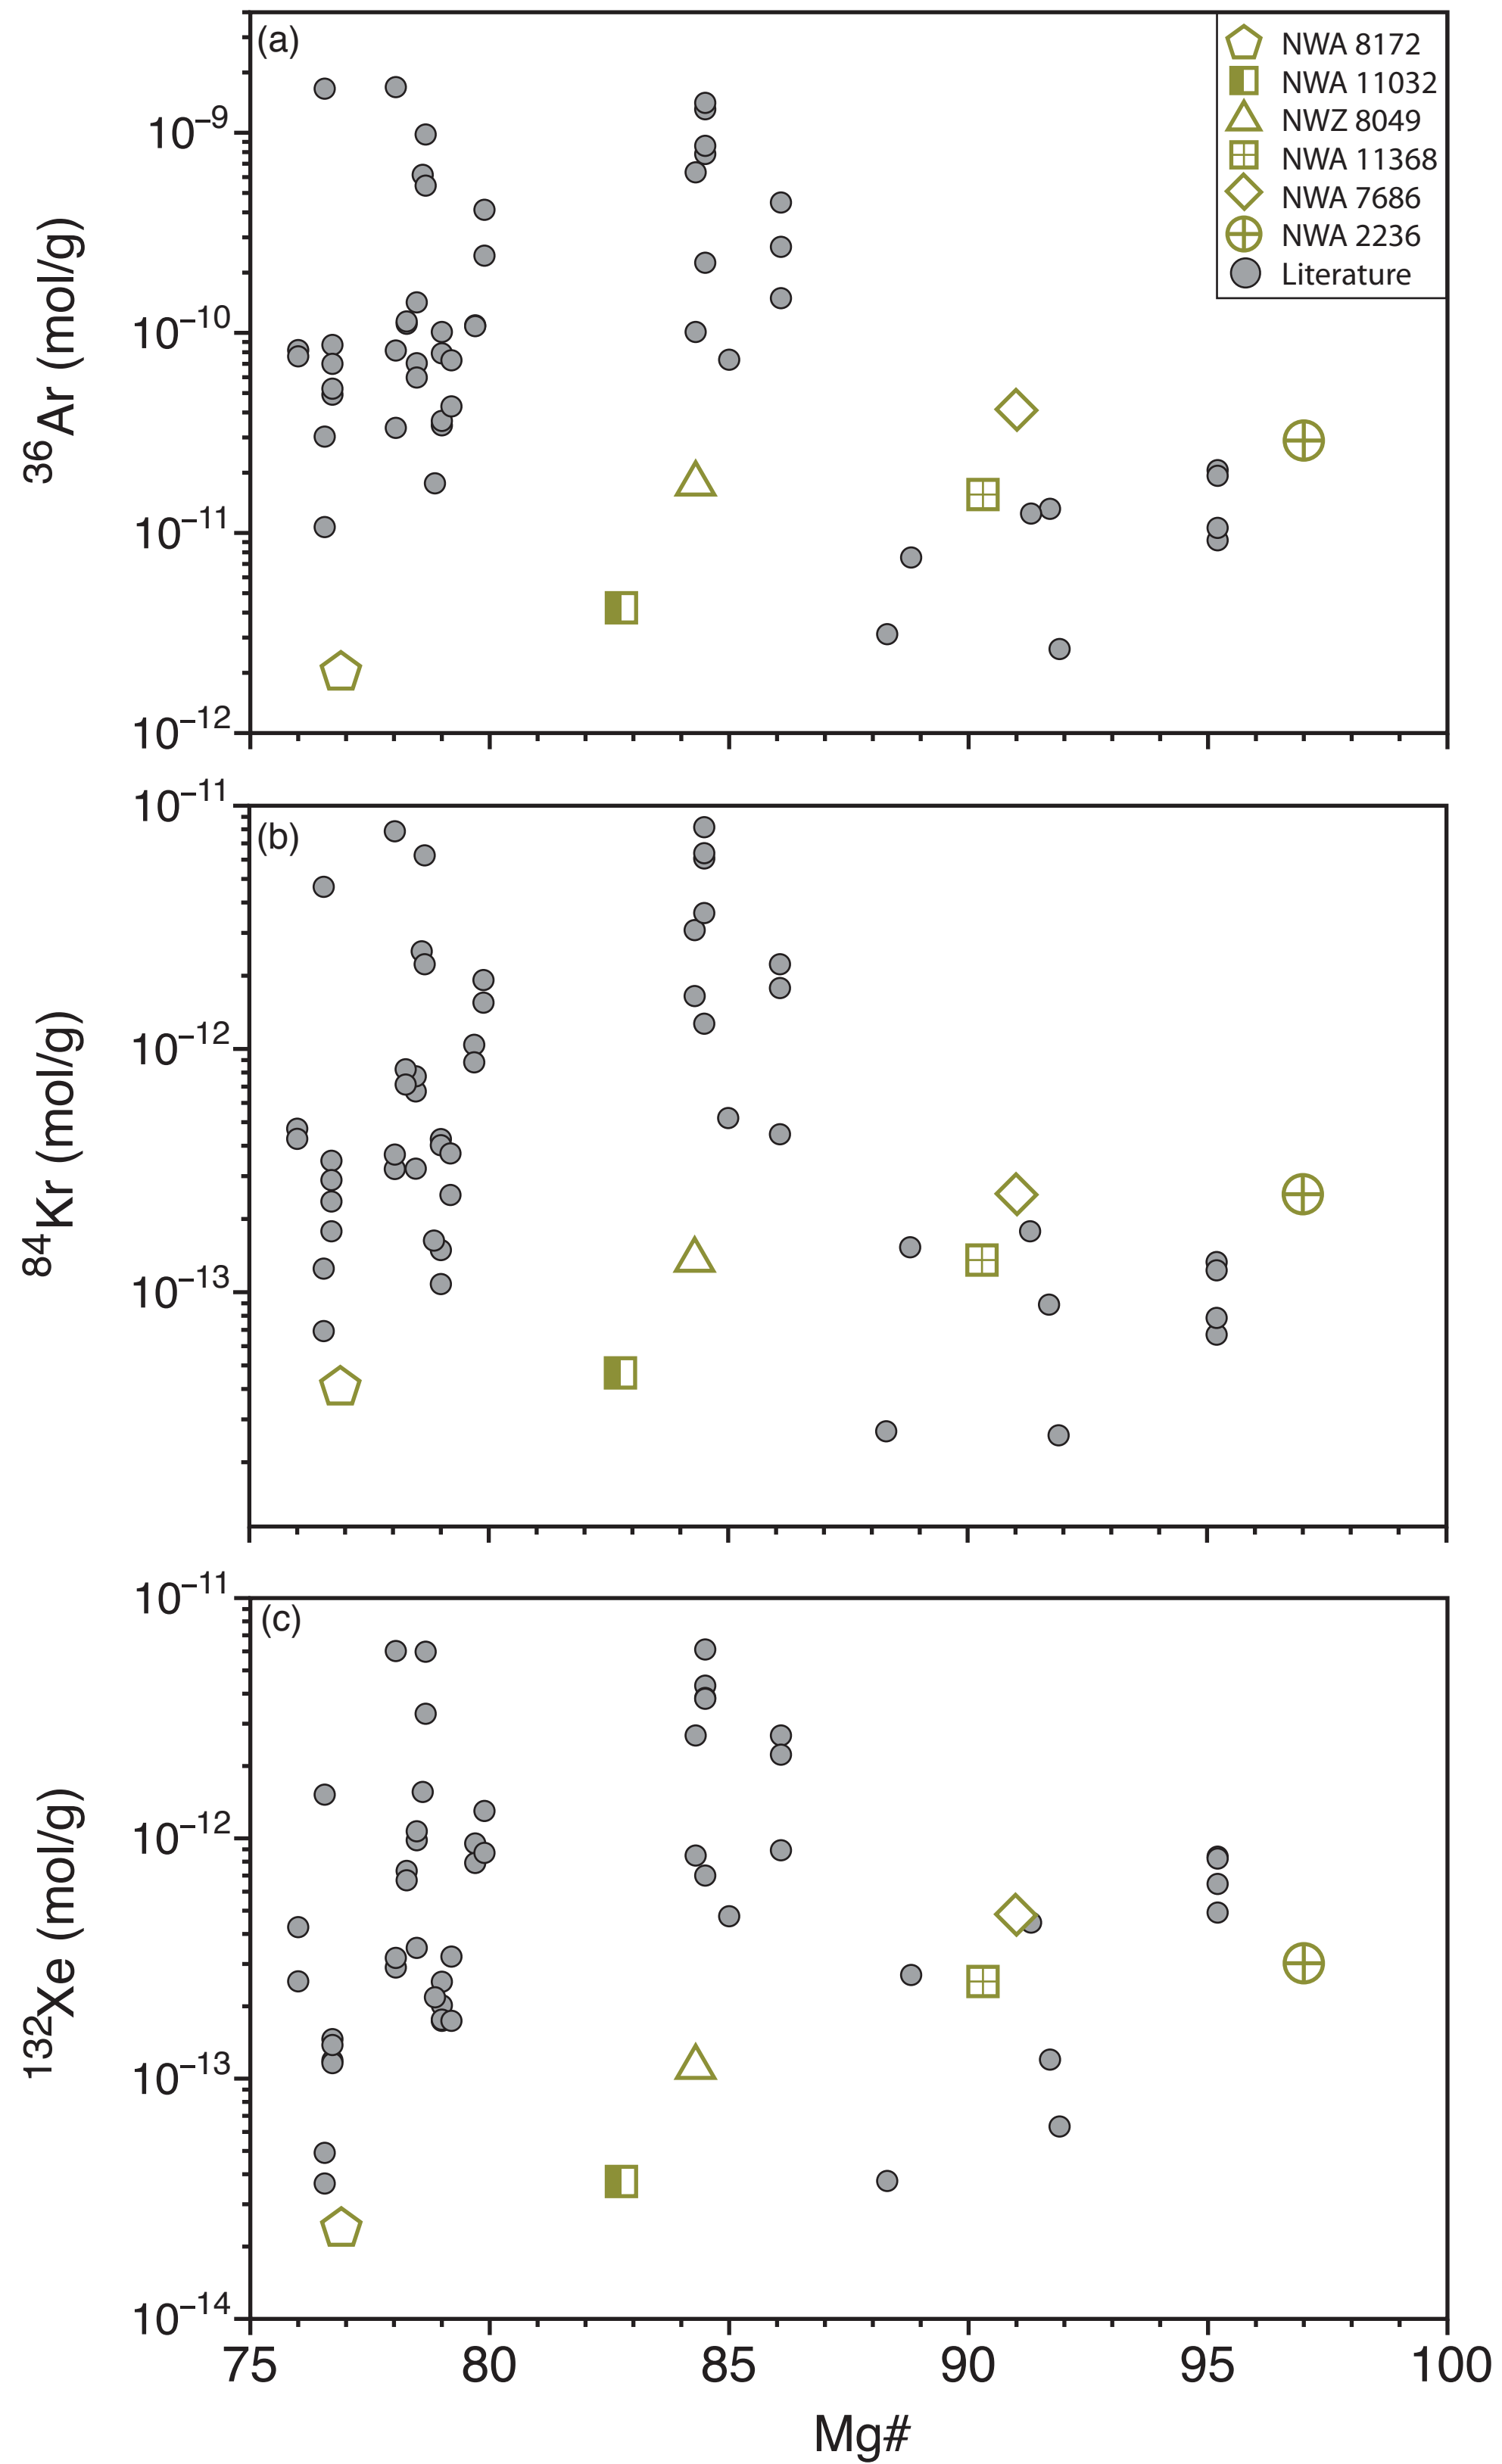 (a)
NWA 8172
NWA 11032
NWZ 8049
NWA 11368
NWA 7686
NWA 2236
Literature
10⁻⁹
10⁻¹⁰
10⁻¹¹
10⁻¹²
³⁶Ar (mol/g)
(b)
10⁻¹¹
10⁻¹²
10⁻¹³
⁸⁴Kr (mol/g)
(c)
10⁻¹¹
10⁻¹²
10⁻¹³
10⁻¹⁴
¹³²Xe (mol/g)
75 80 85 90 95 100
Mg#